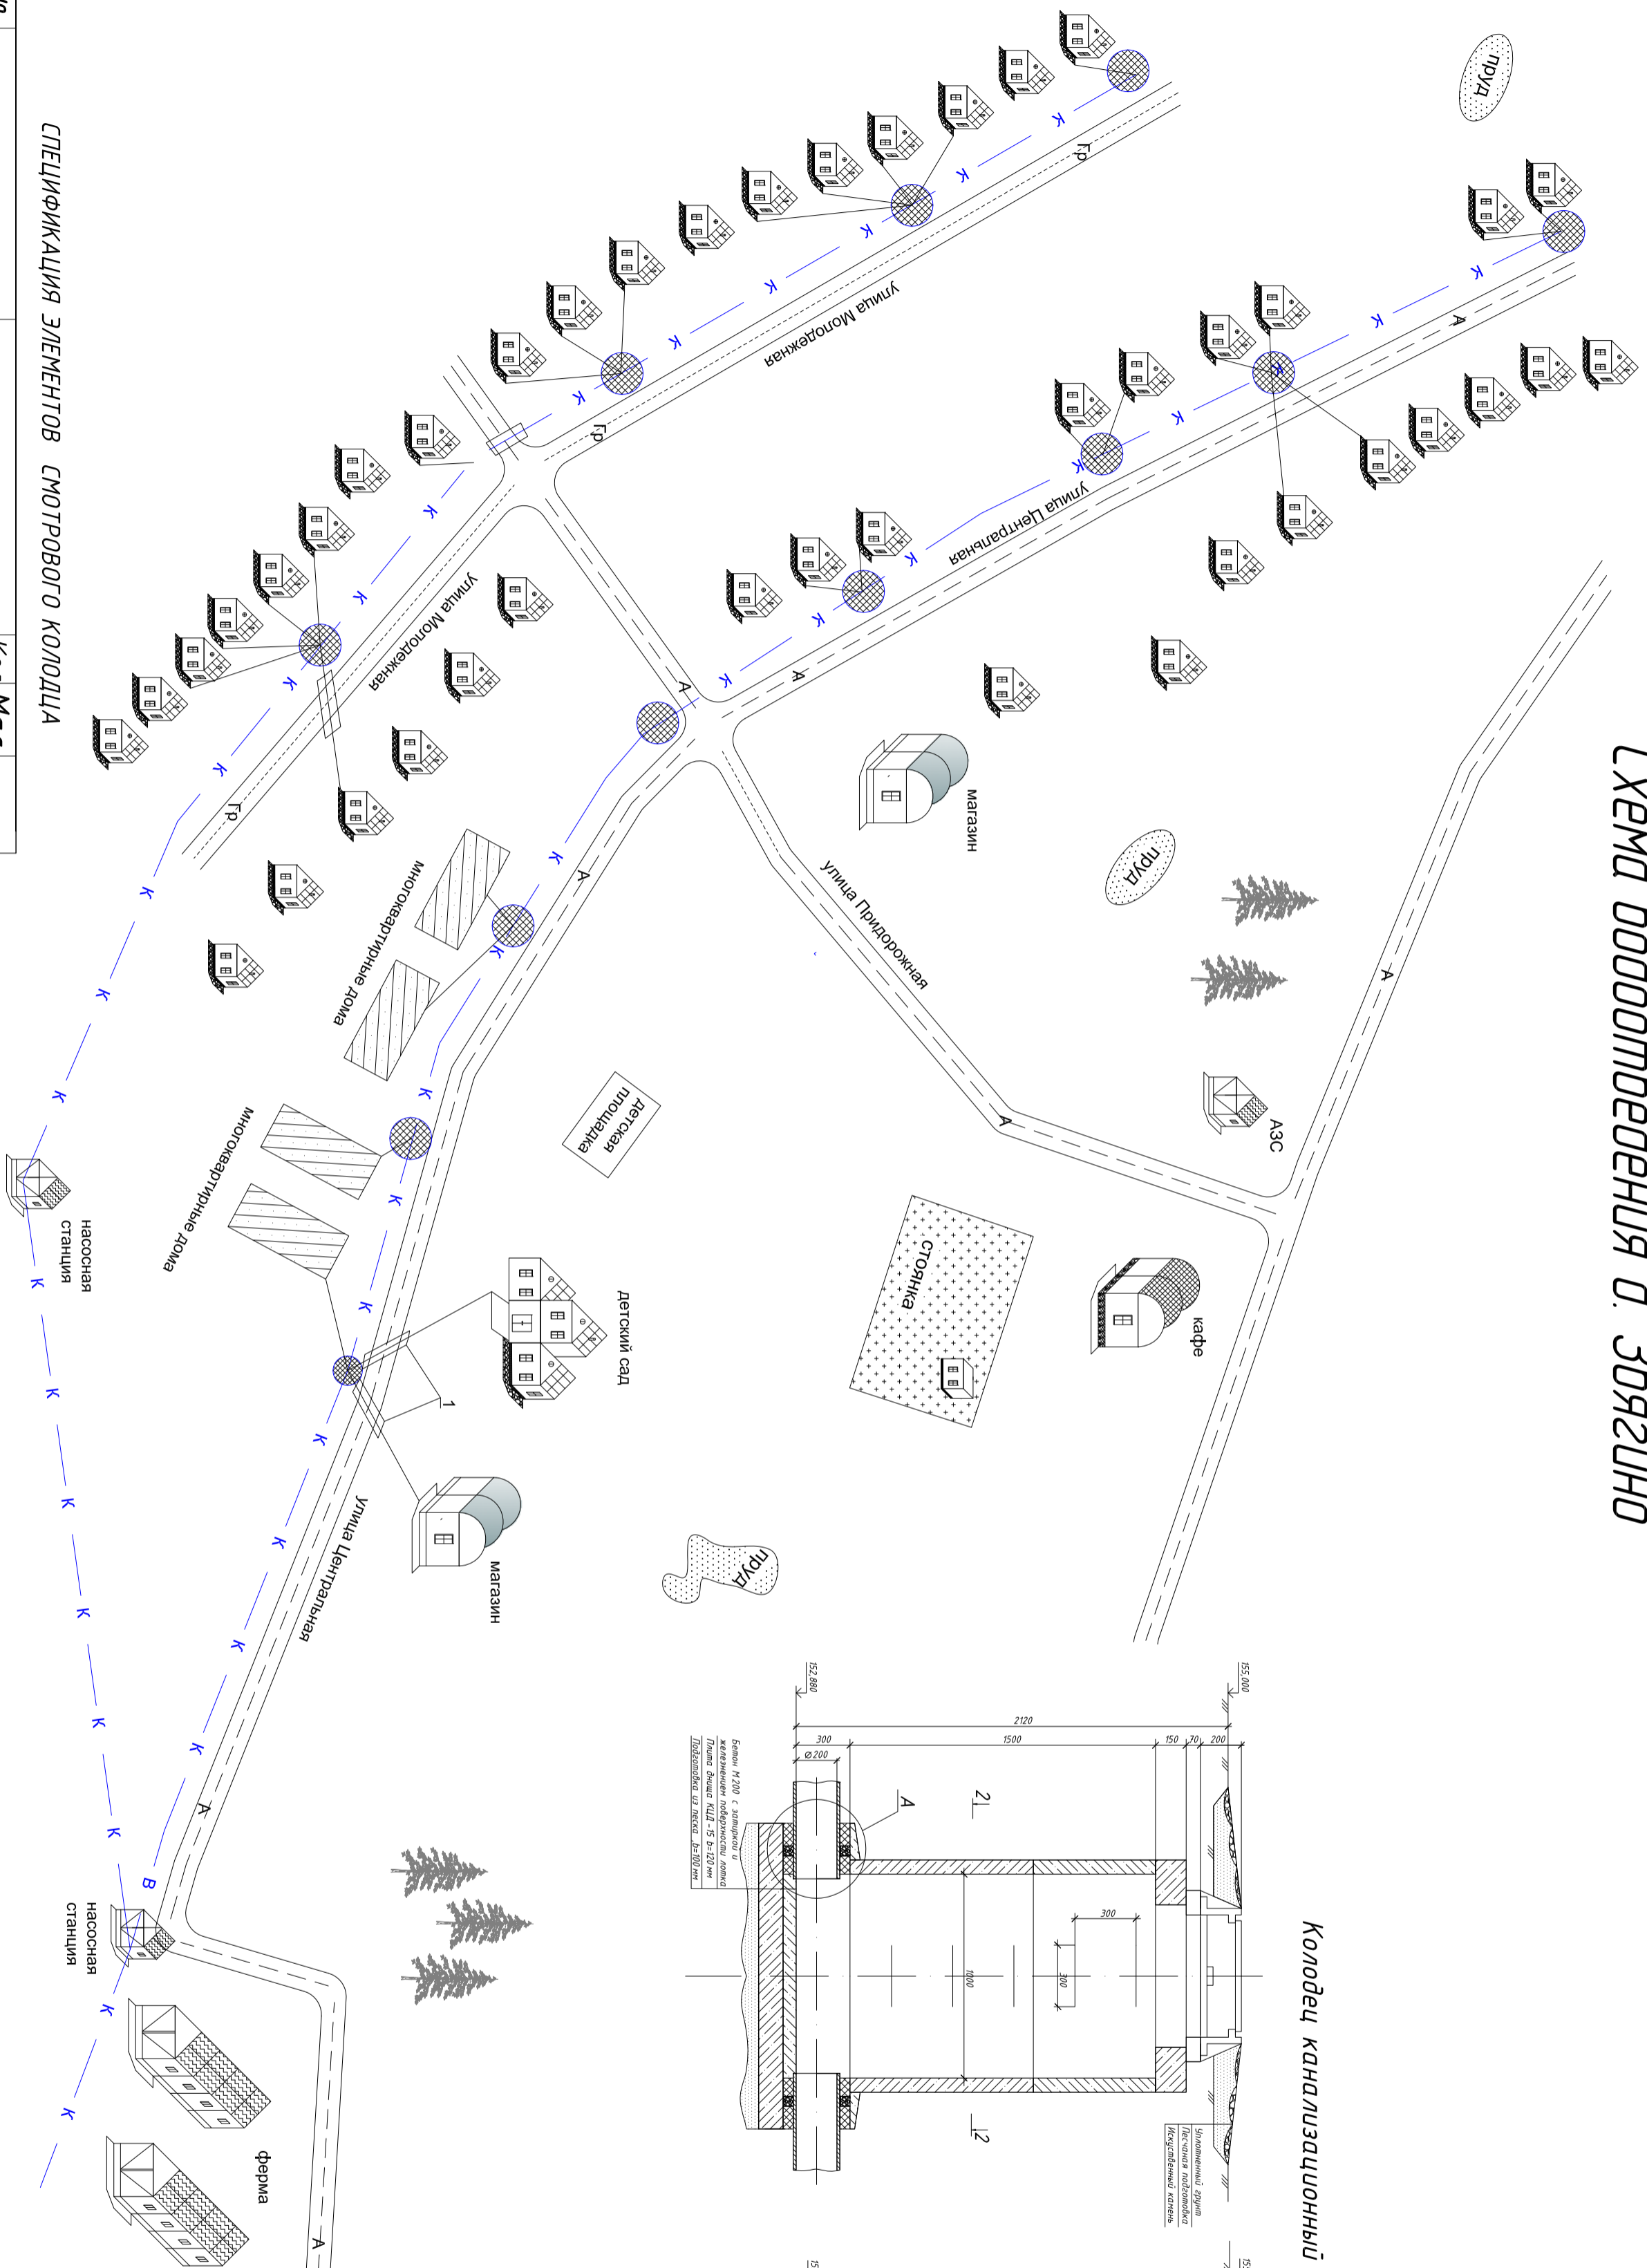 Схема водоотведения д. Звягино
пруд
А
Гр
К
улица Молодежная
улица Центральная
А
магазин
пруд
улица Придорожная
А
АЗС
кафе
стоянка
детская
площадка
детский сад
1
магазин
пруд
улица Молодежная
Гр
многоквартирные дома
многоквартирные дома
улица Центральная
насосная
станция
В
насосная
станция
ферма
А
Колодец канализационный
155,000
152,880
2120
200
70
150
1500
300
Ø200
300
300
1000
А
2
2
Уплотненный грунт
Песчаная подготовка
Искусственный камень
Бетон М 200 с затиркой и
железнением поверхности лотка
Плита днища КЦД-15 b=120 мм
Подготовка из песка b=100 мм
СПЕЦИФИКАЦИЯ ЭЛЕМЕНТОВ СМОТРОВОГО КОЛОДЦА